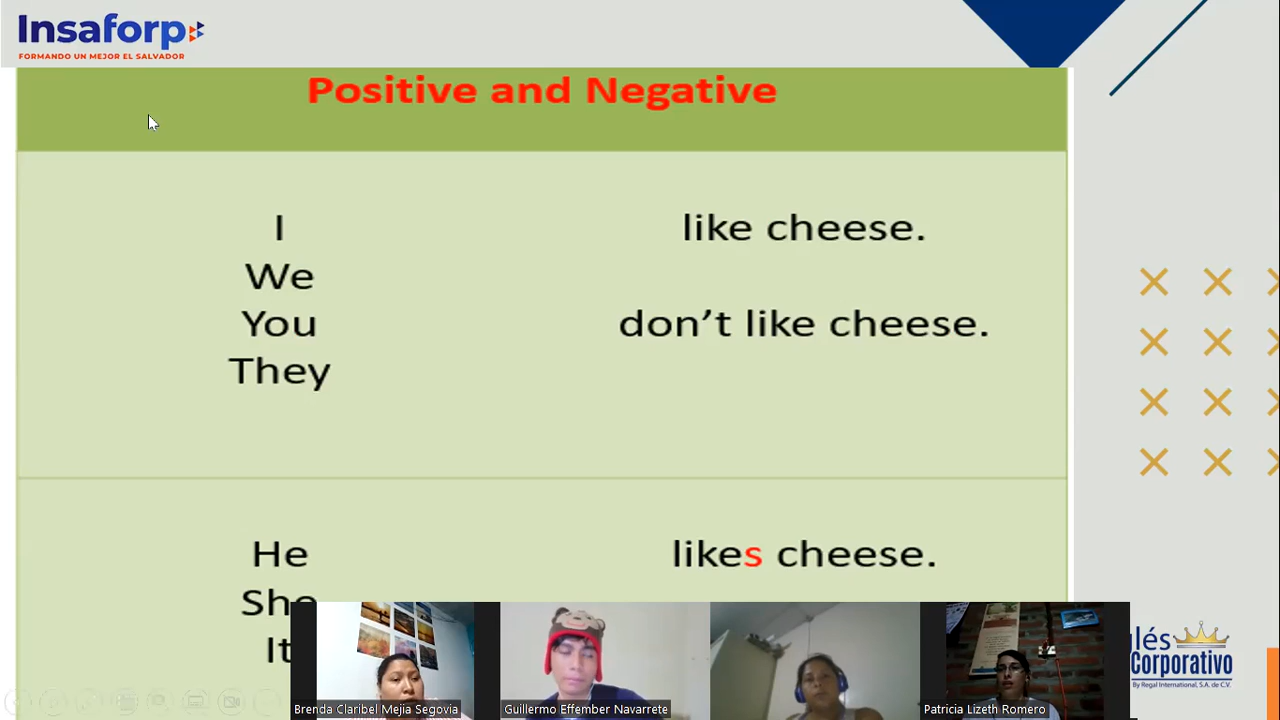 Insaforp
FORMANDO UN MEJOR EL SALVADOR
Positive and Negative
I
like cheese.
We
You
don’t like cheese.
They
He
likes cheese.
She
It
lés
Corporativo
By Regal International, S.A. de C.V.
Brenda Claribel Mejia Segovia
Guillermo Effember Navarrete
Patricia Lizeth Romero